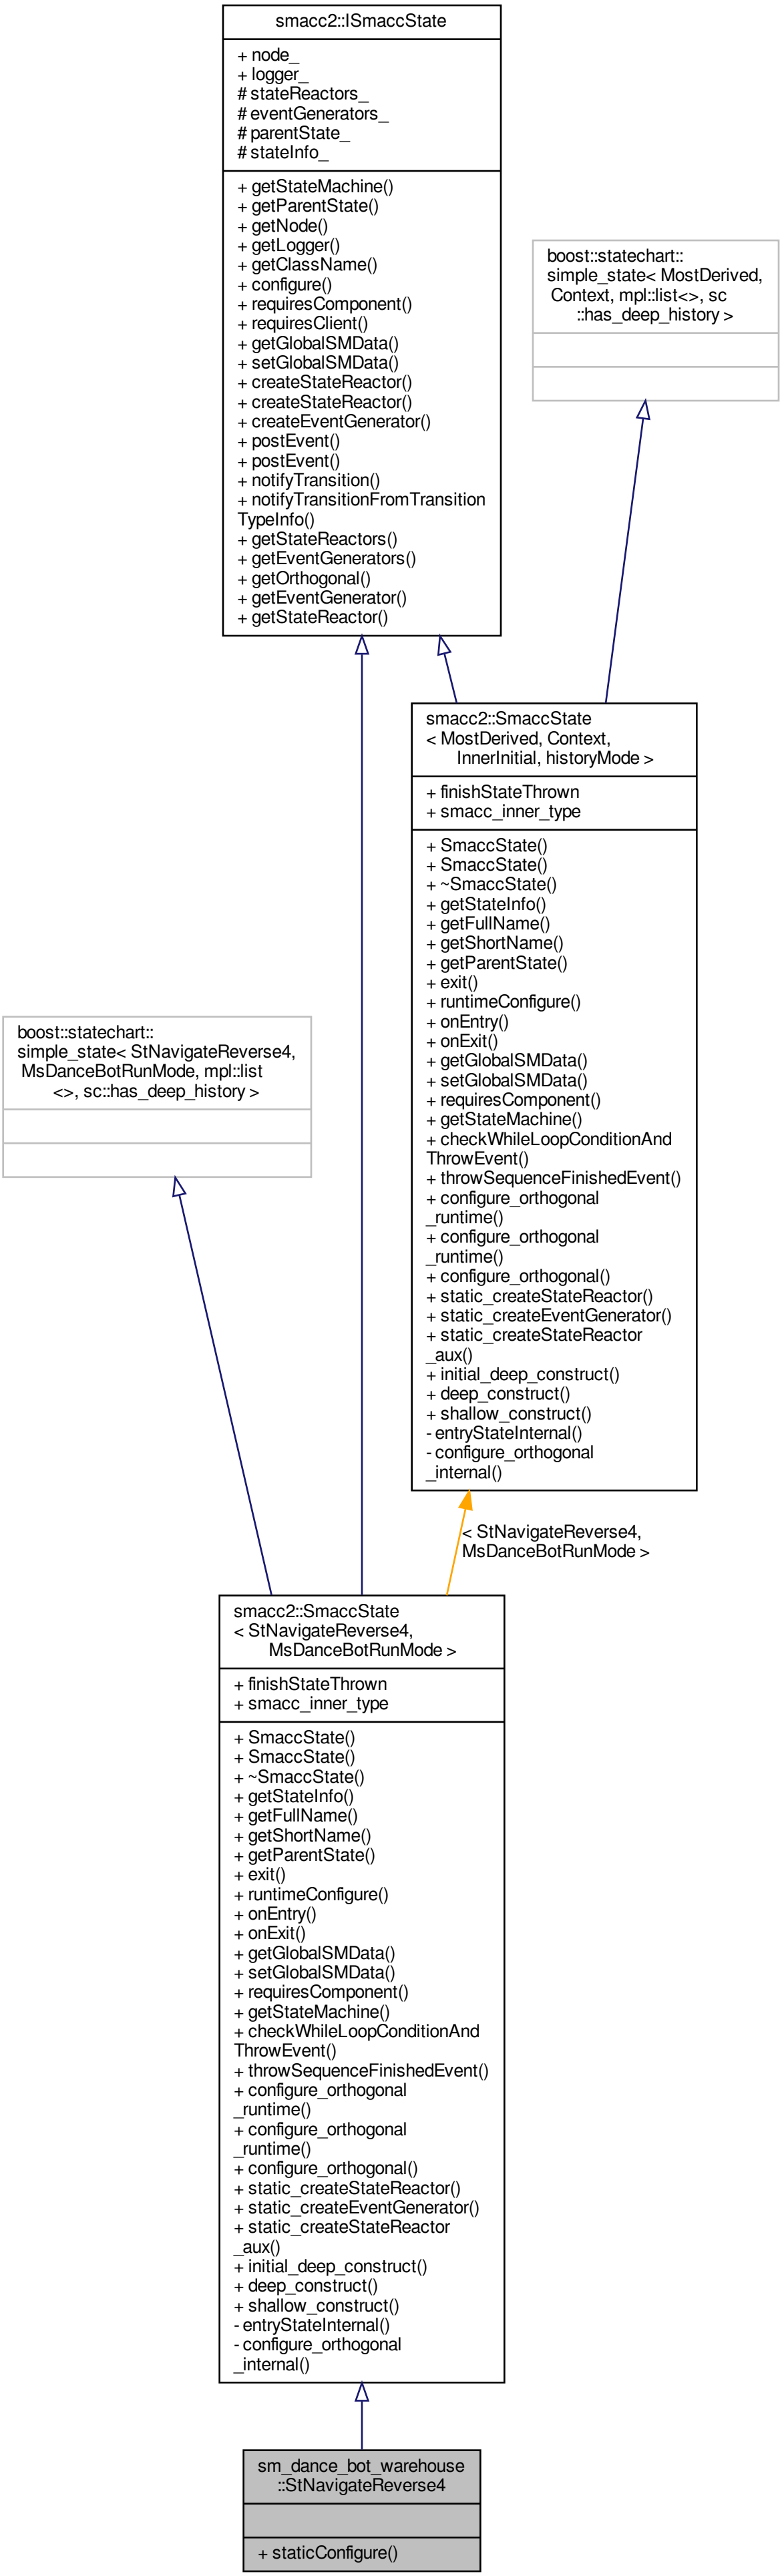 smacc2::ISmaccState
+ node_
+ logger_
# stateReactors_
# eventGenerators_
# parentState_
# stateInfo_
+ getStateMachine()
+ getParentState()
+ getNode()
+ getLogger()
+ getClassName()
+ configure()
+ requiresComponent()
+ requiresClient()
+ getGlobalSMData()
+ setGlobalSMData()
+ createStateReactor()
+ createStateReactor()
+ createEventGenerator()
+ postEvent()
+ postEvent()
+ notifyTransition()
+ notifyTransitionFromTransition
TypeInfo()
+ getStateReactors()
+ getEventGenerators()
+ getOrthogonal()
+ getEventGenerator()
+ getStateReactor()
boost::statechart::
simple_state< MostDerived,
Context, mpl::list<>, sc
::has_deep_history >
smacc2::SmaccState
< MostDerived, Context,
InnerInitial, historyMode >
+ finishStateThrown
+ smacc_inner_type
+ SmaccState()
+ SmaccState()
+ ~SmaccState()
+ getStateInfo()
+ getFullName()
+ getShortName()
+ getParentState()
+ exit()
+ runtimeConfigure()
+ onEntry()
+ onExit()
+ getGlobalSMData()
+ setGlobalSMData()
+ requiresComponent()
+ getStateMachine()
+ checkWhileLoopConditionAnd
ThrowEvent()
+ throwSequenceFinishedEvent()
+ configure_orthogonal
_runtime()
+ configure_orthogonal
_runtime()
+ configure_orthogonal()
+ static_createStateReactor()
+ static_createEventGenerator()
+ static_createStateReactor
_aux()
+ initial_deep_construct()
+ deep_construct()
+ shallow_construct()
- entryStateInternal()
- configure_orthogonal
_internal()
boost::statechart::
simple_state< StNavigateReverse4,
MsDanceBotRunMode, mpl::list
<>, sc::has_deep_history >
< StNavigateReverse4,
MsDanceBotRunMode >
smacc2::SmaccState
< StNavigateReverse4,
MsDanceBotRunMode >
+ finishStateThrown
+ smacc_inner_type
+ SmaccState()
+ SmaccState()
+ ~SmaccState()
+ getStateInfo()
+ getFullName()
+ getShortName()
+ getParentState()
+ exit()
+ runtimeConfigure()
+ onEntry()
+ onExit()
+ getGlobalSMData()
+ setGlobalSMData()
+ requiresComponent()
+ getStateMachine()
+ checkWhileLoopConditionAnd
ThrowEvent()
+ throwSequenceFinishedEvent()
+ configure_orthogonal
_runtime()
+ configure_orthogonal
_runtime()
+ configure_orthogonal()
+ static_createStateReactor()
+ static_createEventGenerator()
+ static_createStateReactor
_aux()
+ initial_deep_construct()
+ deep_construct()
+ shallow_construct()
- entryStateInternal()
- configure_orthogonal
_internal()
sm_dance_bot_warehouse
::StNavigateReverse4
+ staticConfigure()